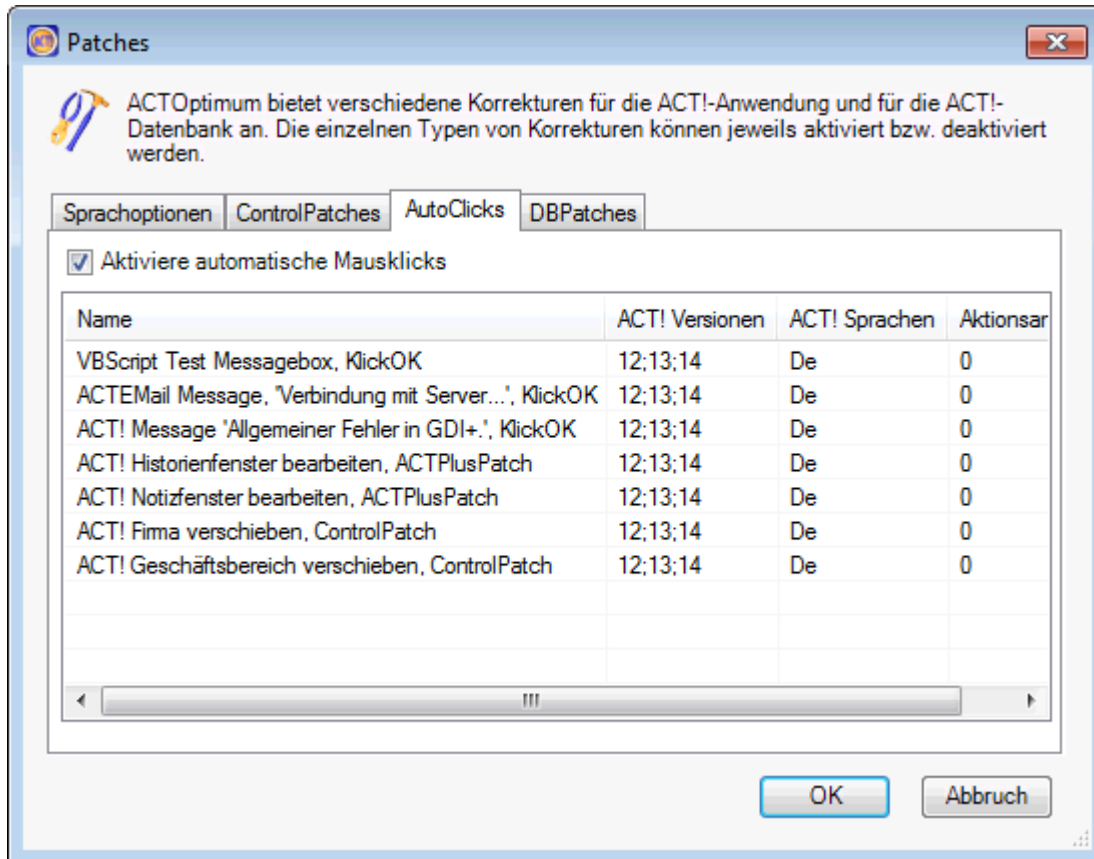 Patches
ACTOptimum bietet verschiedene Korrekturen für die ACT!-Anwendung und für die ACT!-
Datenbank an. Die einzelnen Typen von Korrekturen können jeweils aktiviert bzw. deaktiviert
werden.
Sprachoptionen ControlPatches AutoClicks DBPatches
Aktiviere automatische Mausklicks
Name ACT! Versionen ACT! Sprachen Aktionsar
VBScript Test Messagebox, KlickOK 12;13;14 De 0
ACTEMail Message, 'Verbindung mit Server...', KlickOK 12;13;14 De 0
ACT! Message 'Allgemeiner Fehler in GDI+.', KlickOK 12;13;14 De 0
ACT! Historienfenster bearbeiten, ACTPlusPatch 12;13;14 De 0
ACT! Notizfenster bearbeiten, ACTPlusPatch 12;13;14 De 0
ACT! Firma verschieben, ControlPatch 12;13;14 De 0
ACT! Geschäftsbereich verschieben, ControlPatch 12;13;14 De 0
OK Abbruch